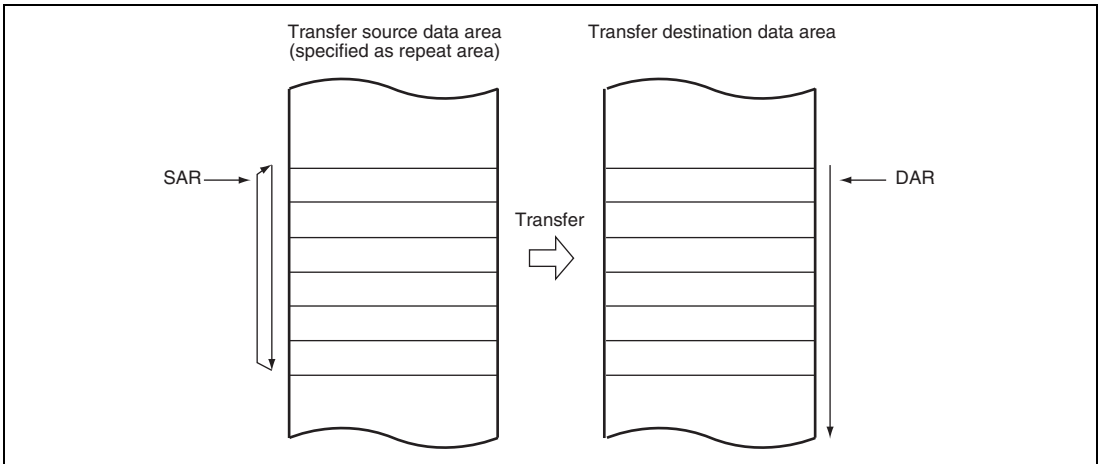 Transfer source data area
(specified as repeat area)
Transfer destination data area
SAR
Transfer
DAR